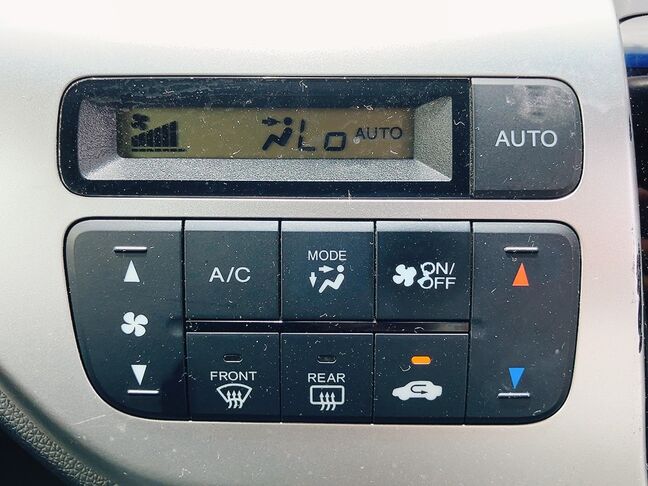 Lo AUTO
AUTO
A/C
MODE
ON/
OFF
FRONT
REAR